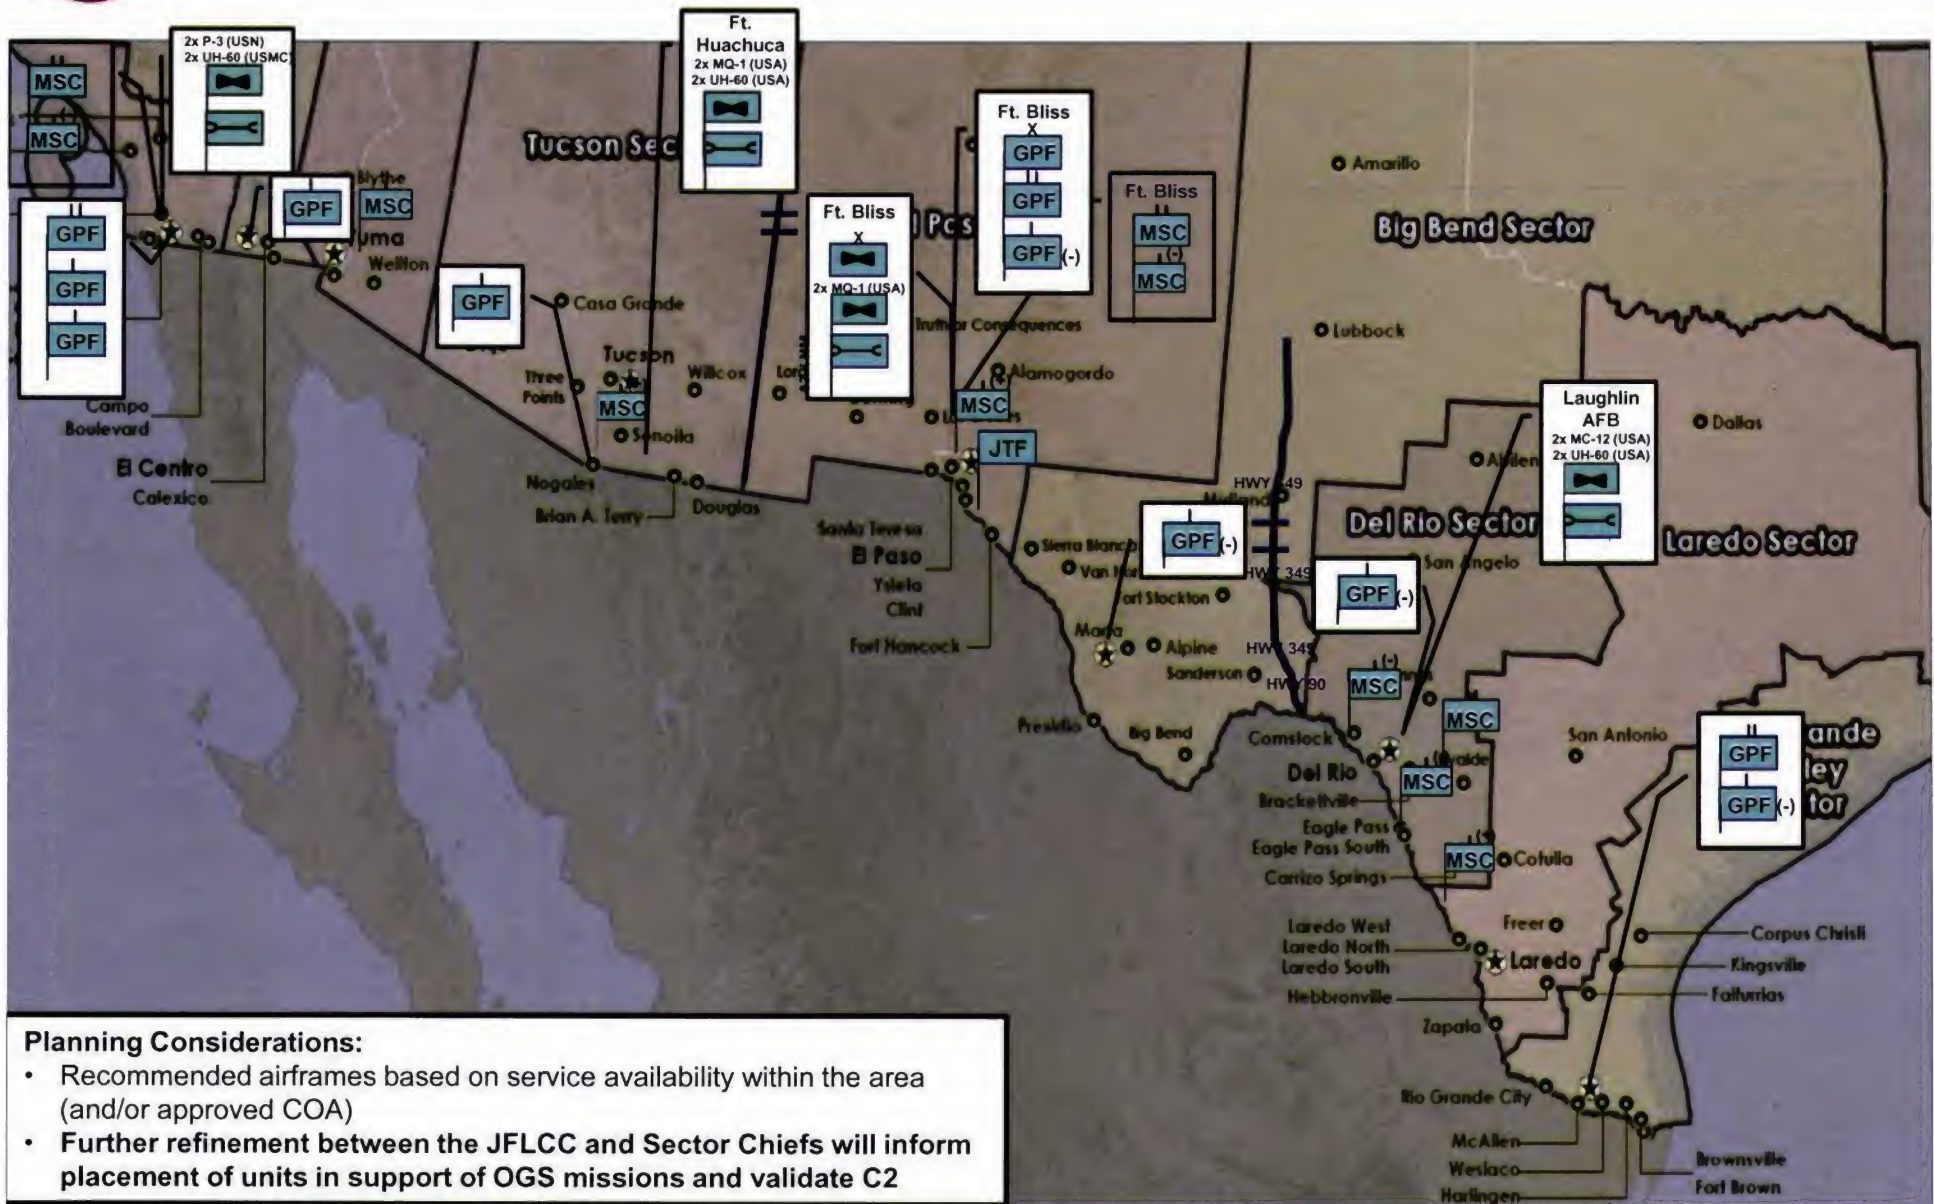 MSC
MSC
2x P-3 (USN)
2x UH-60 (USMC)
GPF
GPF
GPF
GPF
Blythe
MSC
Wellton
Tucson Sec
Ft.
Huachuca
2x MQ-1 (USA)
2x UH-60 (USA)
Ft. Bliss
X
2x MQ-1 (USA)
Ft. Bliss
X
GPF
GPF
GPF (-)
Ft. Bliss
MSC
(-)
MSC
Amarillo
Big Bend Sector
Lubbock
GPF
Casa Grande
Truth or Consequences
Tucson
Three
Points
MSC
Willcox
Alamogordo
MSC
Sonoita
JTF
Nogales
Brian A. Terry
Douglas
Campo
Boulevard
El Centro
Calexico
Santa Teresa
El Paso
Ysleta
Clint
Fort Hancock
Laughlin
AFB
2x MC-12 (USA)
2x UH-60 (USA)
Dallas
HWY 349
Midland
GPF (-)
Del Rio Sector
Laredo Sector
Sierra Blanca
Van Hor
HWY 349
San Angelo
GPF (-)
Fort Stockton
Marfa
Alpine
HWY 349
Sanderson
HWY 90
(-)
MSC
MSC
Presidio
Big Bend
Comstock
Del Rio
MSC
Brackettville
San Antonio
GPF
GPF (-)
ande
ley
tor
Eagle Pass
Eagle Pass South
MSC
Cotulla
Carrizo Springs
Laredo West
Laredo North
Laredo South
Freer
Laredo
Hebbronville
Corpus Christi
Kingsville
Falfurrias
Zapata
Rio Grande City
McAllen
Weslaco
Harlingen
Brownsville
Fort Brown
Planning Considerations:
• Recommended airframes based on service availability within the area
(and/or approved COA)
• Further refinement between the JFLCC and Sector Chiefs will inform
placement of units in support of OGS missions and validate C2